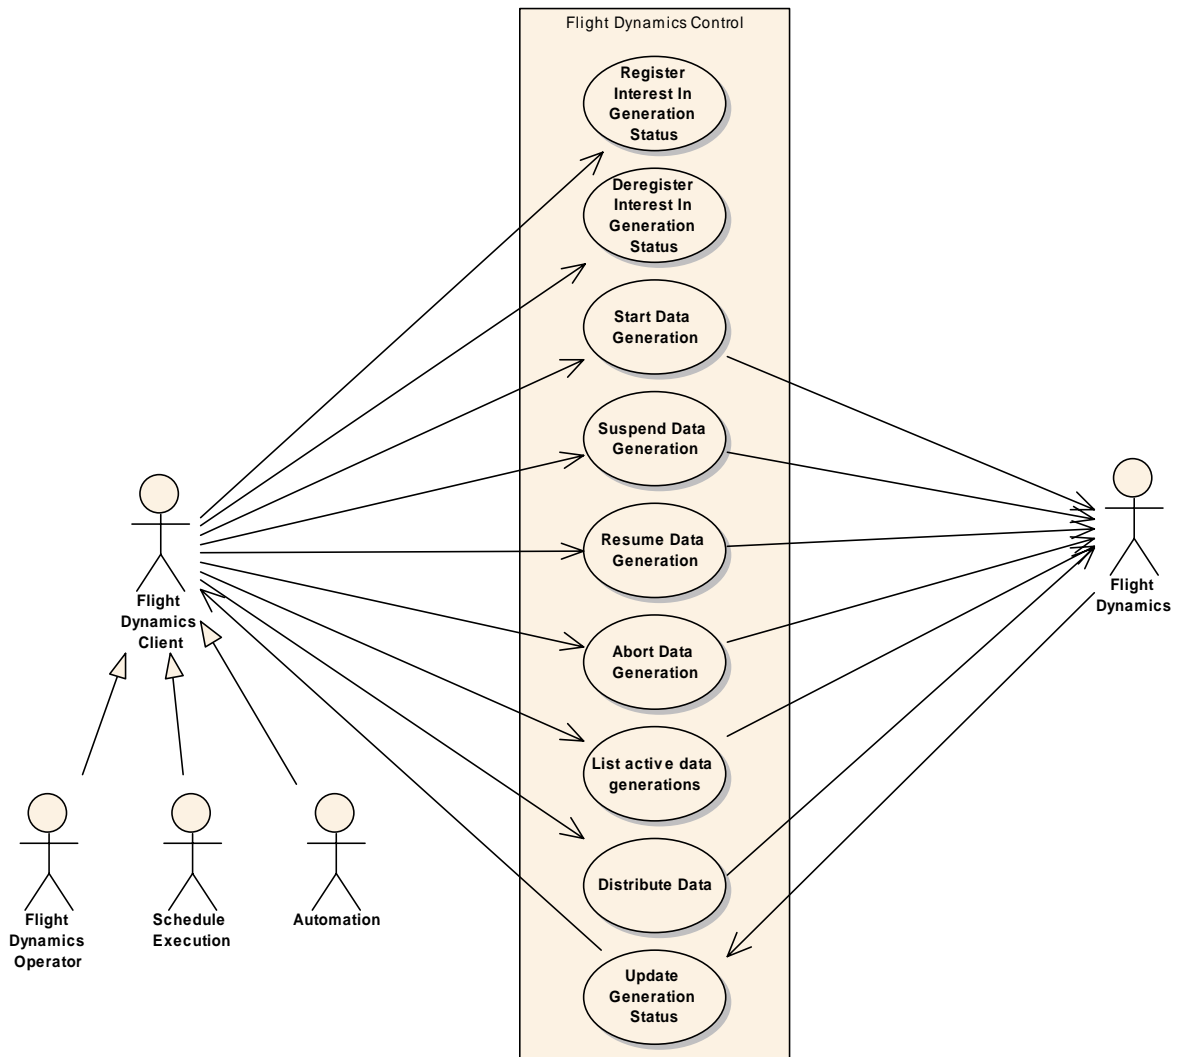 Flight Dynamics Control
Register
Interest In
Generation
Status
Deregister
Interest In
Generation
Status
Start Data
Generation
Suspend Data
Generation
Resume Data
Generation
Abort Data
Generation
List active data
generations
Distribute Data
Update
Generation
Status
Flight
Dynamics
Client
Flight
Dynamics
Flight
Dynamics
Operator
Schedule
Execution
Automation